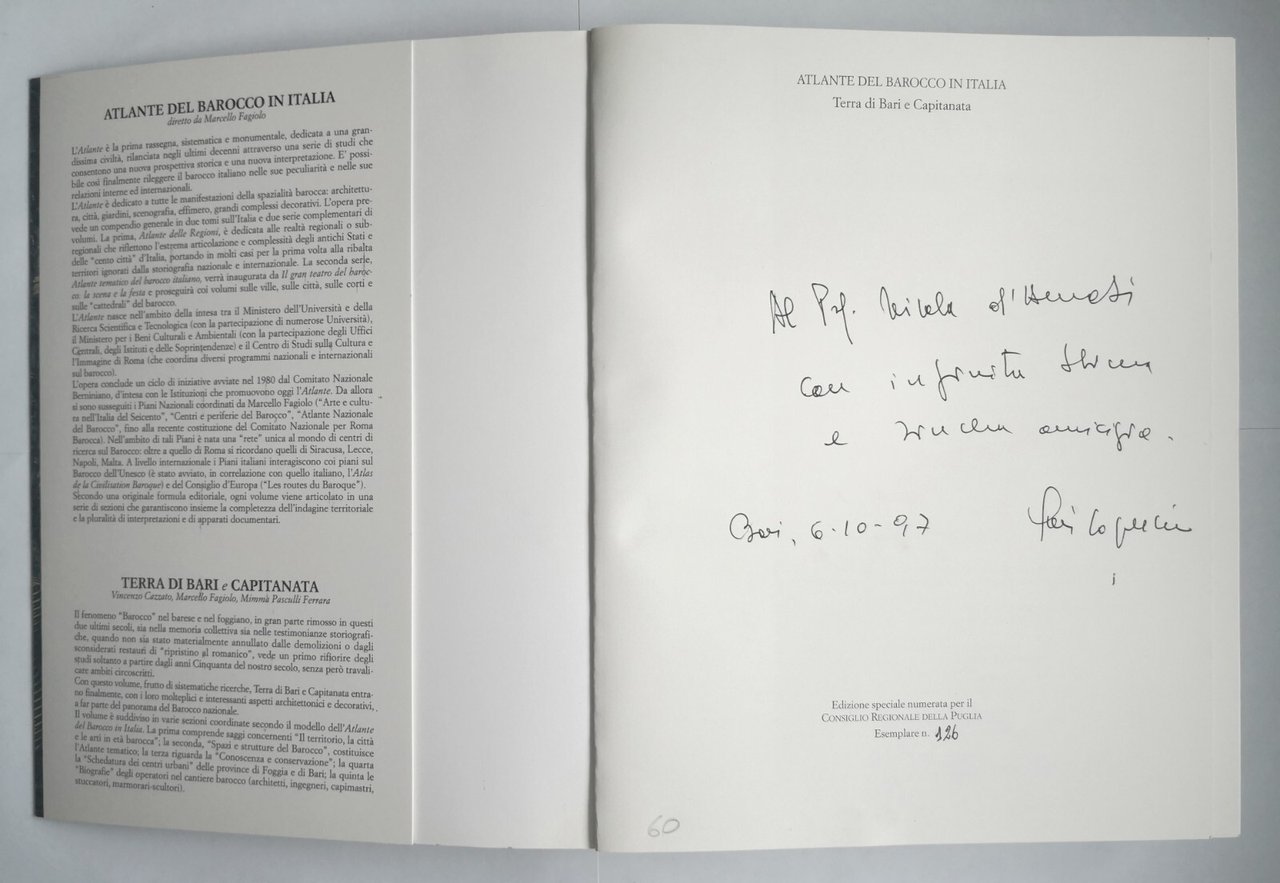 ATLANTE DEL BAROCCO IN ITALIA
diretto da Marcello Fagiolo
L'Atlante è la prima rassegna, sistematica e monumentale, dedicata a una gran-
dissima civiltà, rilanciata negli ultimi decenni attraverso una serie di studi che
consentono una nuova prospettiva storica e una nuova interpretazione. E' possi-
bile così finalmente rileggere il barocco italiano nelle sue peculiarità e nelle sue
relazioni interne ed internazionali.
L'Atlante è dedicato a tutte le manifestazioni della spazialità barocca: architettu-
ra, città, giardini, scenografia, effimero, grandi complessi decorativi. L'opera pre-
vede un compendio generale in due tomi sull'Italia e due serie complementari di
volumi. La prima, Atlante delle Regioni, è dedicata alle realtà regionali o sub-
regionali che riflettono l'estrema articolazione e complessità degli antichi Stati e
delle "cento città" d'Italia, portando in molti casi per la prima volta alla ribalta
territori ignorati dalla storiografia nazionale e internazionale. La seconda serie,
Atlante tematico del barocco italiano, verrà inaugurata da Il gran teatro del baroc-
co. la scena e la festa e proseguirà coi volumi sulle ville, sulle città, sulle corti e
sulle "cattedrali" del barocco.
L'Atlante nasce nell'ambito della intesa tra il Ministero dell'Università e della
Ricerca Scientifica e Tecnologica (con la partecipazione di numerose Università),
il Ministero per i Beni Culturali e Ambientali (con la partecipazione degli Uffici
Centrali, degli Istituti e delle Soprintendenze) e il Centro di Studi sulla Cultura e
l'Immagine di Roma (che coordina diversi programmi nazionali e internazionali
sul barocco).
L'opera conclude un ciclo di iniziative avviate nel 1980 dal Comitato Nazionale
Berniniano, d'intesa con le Istituzioni che promuovono oggi l'Atlante. Da allora
si sono susseguiti i Piani Nazionali coordinati da Marcello Fagiolo ("Arte e cultu-
ra nell'Italia del Seicento", "Centri e periferie del Barocco", "Atlante Nazionale
del Barocco", fino alla recente costituzione del Comitato Nazionale per Roma
Barocca). Nell'ambito di tali Piani è nata una "rete" unica al mondo di centri di
ricerca sul Barocco: oltre a quello di Roma si ricordano quelli di Siracusa, Lecce,
Napoli, Malta. A livello internazionale i Piani italiani interagiscono coi piani sul
Barocco dell'Unesco (è stato avviato, in correlazione con quello italiano, l'Atlas
de la Civilisation Baroque) e del Consiglio d'Europa ("Les routes du Baroque").
Secondo una originale formula editoriale, ogni volume viene articolato in una
serie di sezioni che garantiscono insieme la completezza dell'indagine territoriale
e la pluralità di interpretazioni e di apparati documentari.
TERRA DI BARI e CAPITANATA
Vincenzo Cazzato, Marcello Fagiolo, Mimma Pasculli Ferrara
Il fenomeno "Barocco" nel barese e nel foggiano, in gran parte rimosso in questi
due ultimi secoli, sia nella memoria collettiva sia nelle testimonianze storiografi-
che, quando non sia stato materialmente annullato dalle demolizioni o dagli
sconsiderati restauri di "ripristino al romanico", vede un primo rifiorire degli
studi soltanto a partire dagli anni Cinquanta del nostro secolo, senza però travali-
care ambiti circoscritti.
Con questo volume, frutto di sistematiche ricerche, Terra di Bari e Capitanata entra-
no finalmente, con i loro molteplici e interessanti aspetti architettonici e decorativi,
a far parte del panorama del Barocco nazionale.
Il volume è suddiviso in varie sezioni coordinate secondo il modello dell'Atlante
del Barocco in Italia. La prima comprende saggi concernenti "Il territorio, la città
e le arti in età barocca"; la seconda, "Spazi e strutture del Barocco", costituisce
l'Atlante tematico; la terza riguarda la "Conoscenza e conservazione"; la quarta
la "Schedatura dei centri urbani" delle province di Foggia e di Bari; la quinta le
"Biografie" degli operatori nel cantiere barocco (architetti, ingegneri, capimastri,
stuccatori, marmorari-scultori).
ATLANTE DEL BAROCCO IN ITALIA
Terra di Bari e Capitanata
Al Prof. Nicola
con infinita stima
e amicizia.
Bari, 6-10-97
Edizione speciale numerata per il
CONSIGLIO REGIONALE DELLA PUGLIA
Esemplare n. 126
60